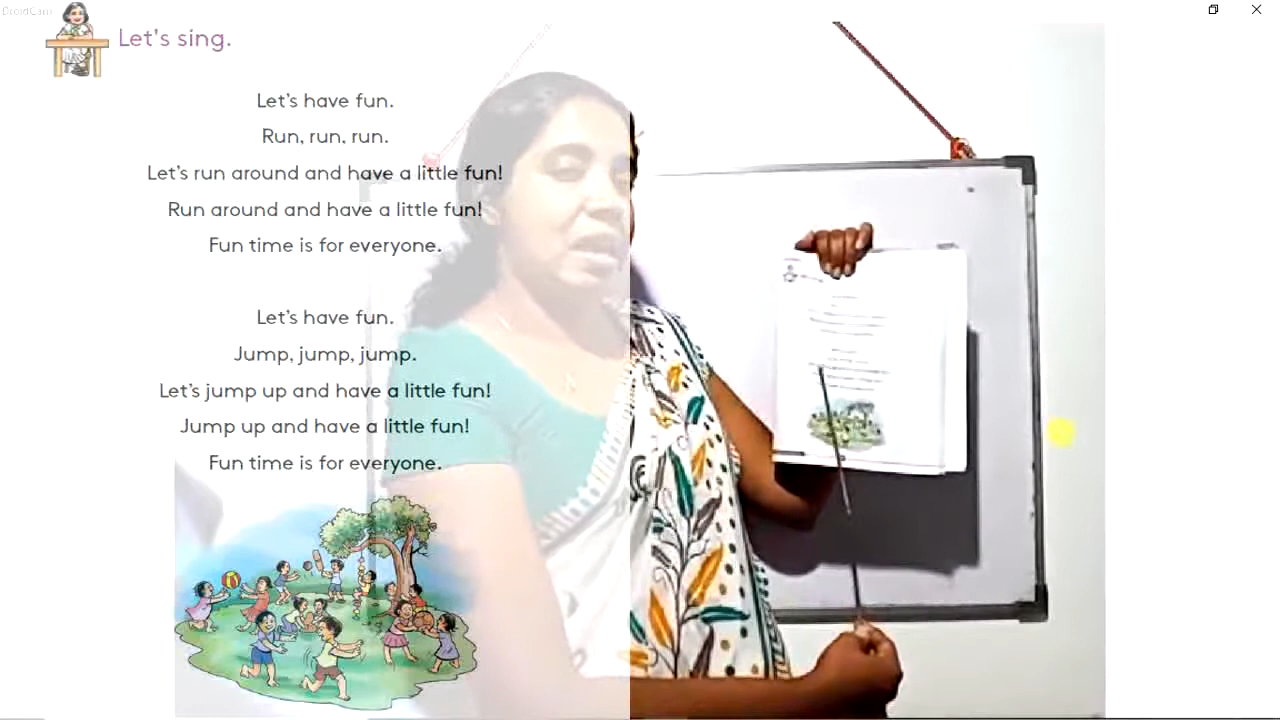 DroidCam
Let's sing.
Let's have fun.
Run, run, run.
Let's run around and have a little fun!
Run around and have a little fun!
Fun time is for everyone.
Let's have fun.
Jump, jump, jump.
Let's jump up and have a little fun!
Jump up and have a little fun!
Fun time is for everyone.